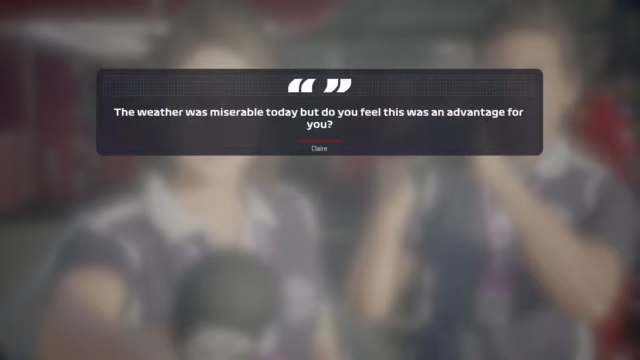 The weather was miserable today but do you feel this was an advantage for
you?
Claire